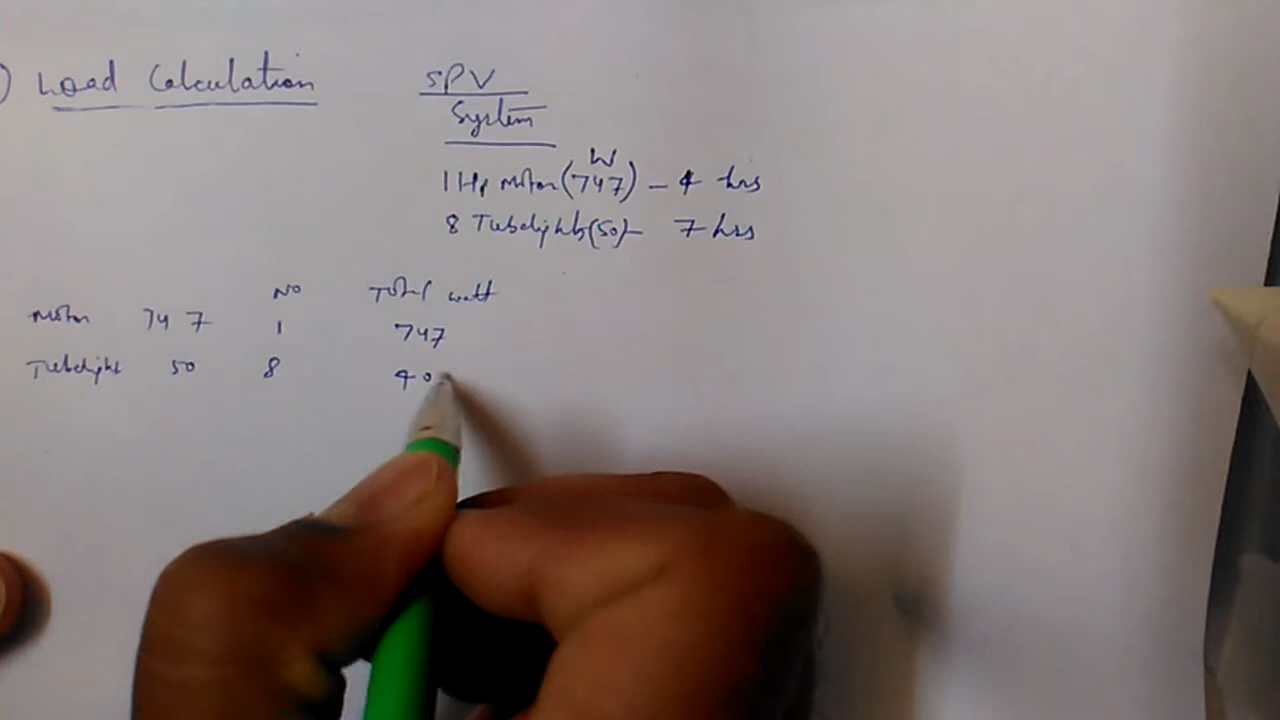 ) Load Calculation
SPV
System
W
1 Hp Motor (747) - 4 hrs
8 Tubelights (50) - 7 hrs
No Total watt
Motor 747 1 747
Tubelight 50 8 40